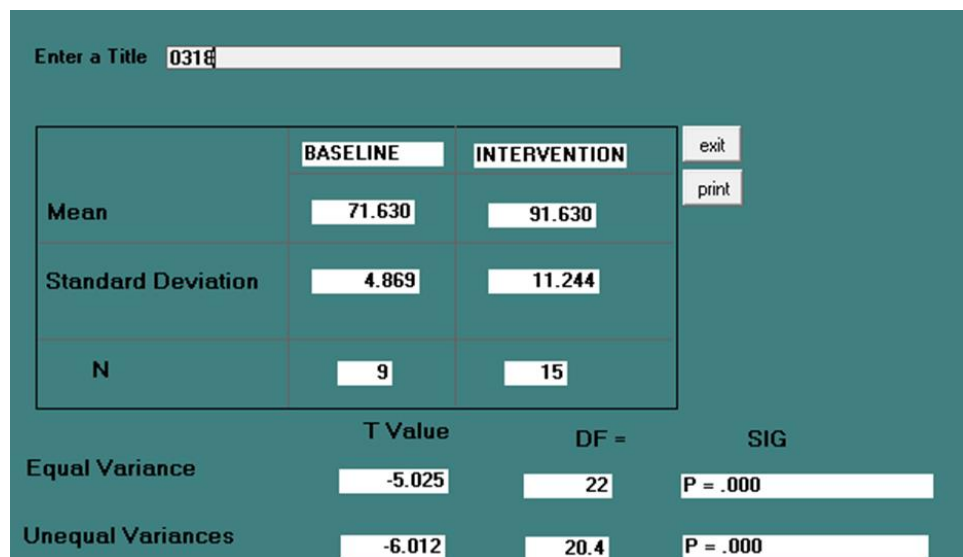 Enter a Title 0318
BASELINE INTERVENTION exit
print
Mean 71.630 91.630
Standard Deviation 4.869 11.244
N 9 15
T Value DF = SIG
Equal Variance -5.025 22 P = .000
Unequal Variances -6.012 20.4 P = .000